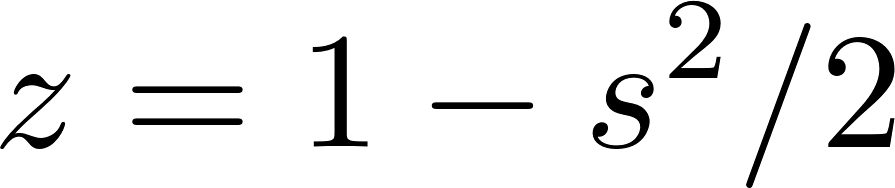 z = 1 − s²/2